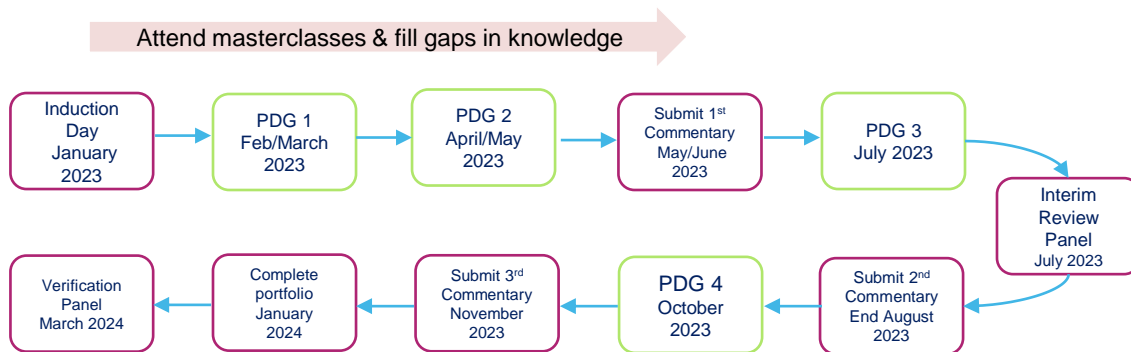 Attend masterclasses & fill gaps in knowledge
Induction
Day
January
2023
PDG 1
Feb/March
2023
PDG 2
April/May
2023
Submit 1st
Commentary
May/June
2023
PDG 3
July 2023
Interim
Review
Panel
July 2023
Submit 2nd
Commentary
End August
2023
PDG 4
October
2023
Submit 3rd
Commentary
November
2023
Complete
portfolio
January
2024
Verification
Panel
March 2024